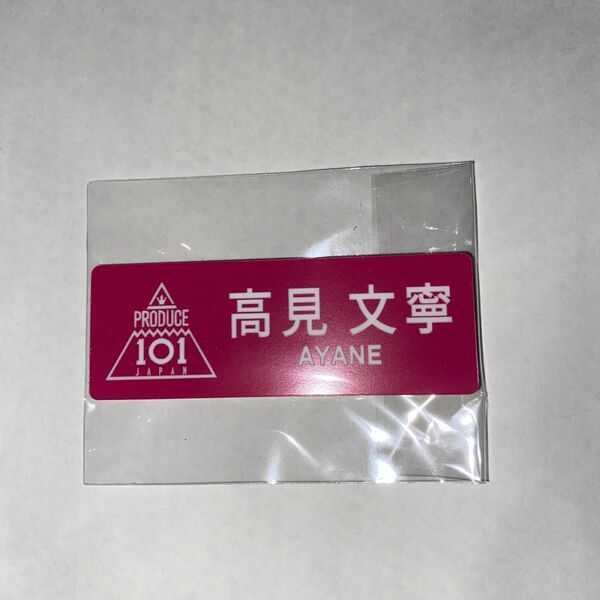 PRODUCE
101
JAPAN
高見 文寧
AYANE